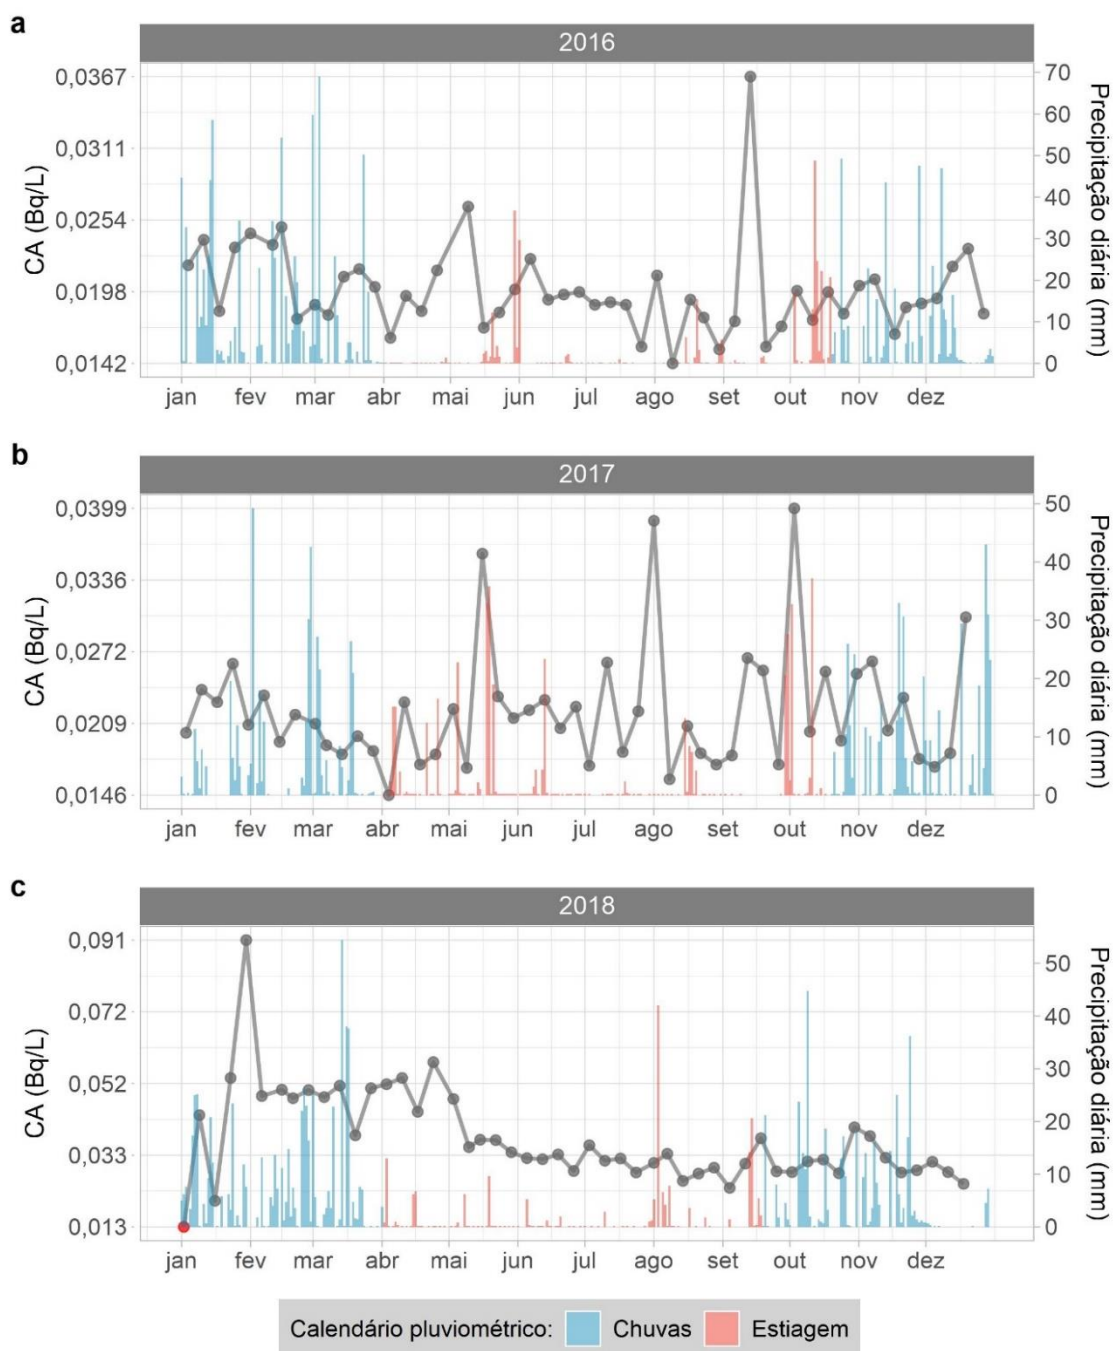 a
2016
CA (Bq/L)
0,0367
0,0311
0,0254
0,0198
0,0142
70
60
50
40
30
20
10
0
Precipitação diária (mm)
jan fev mar abr mai jun jul ago set out nov dez
b
2017
CA (Bq/L)
0,0399
0,0336
0,0272
0,0209
0,0146
50
40
30
20
10
0
Precipitação diária (mm)
jan fev mar abr mai jun jul ago set out nov dez
c
2018
CA (Bq/L)
0,091
0,072
0,052
0,033
0,013
50
40
30
20
10
0
Precipitação diária (mm)
jan fev mar abr mai jun jul ago set out nov dez
Calendário pluviométrico: Chuvas Estiagem